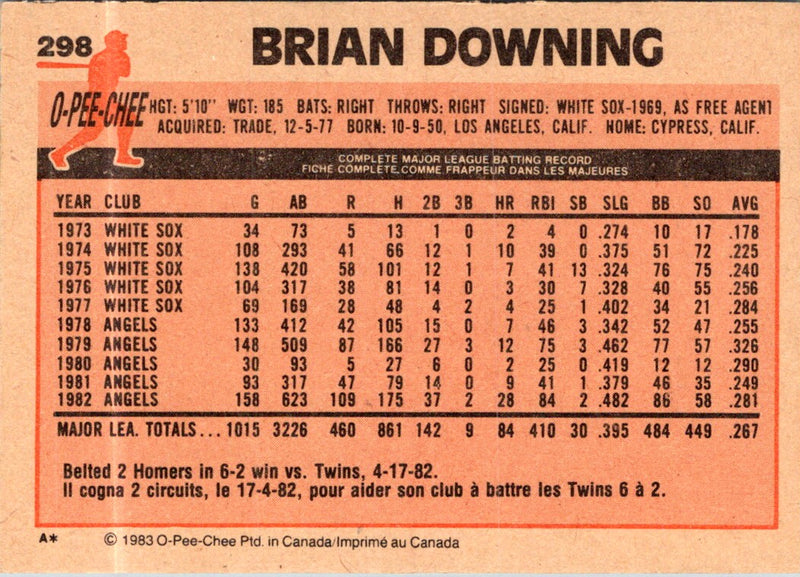 298 BRIAN DOWNING
O-PEE-CHEE
HGT: 5'10" WGT: 185 BATS: RIGHT THROWS: RIGHT SIGNED: WHITE SOX-1969, AS FREE AGENT
ACQUIRED: TRADE, 12-5-77 BORN: 10-9-50, LOS ANGELES, CALIF. HOME: CYPRESS, CALIF.
COMPLETE MAJOR LEAGUE BATTING RECORD
FICHE COMPLETE, COMME FRAPPEUR DANS LES MAJEURES
YEAR CLUB G AB R H 2B 3B HR RBI SB SLG BB SO AVG
1973 WHITE SOX 34 73 5 13 1 0 2 4 0 .274 10 17 .178
1974 WHITE SOX 108 293 41 66 12 1 10 39 0 .375 51 72 .225
1975 WHITE SOX 138 420 58 101 12 1 7 41 13 .324 76 75 .240
1976 WHITE SOX 104 317 38 81 14 0 3 30 7 .328 40 55 .256
1977 WHITE SOX 69 169 28 48 4 2 4 25 1 .402 34 21 .284
1978 ANGELS 133 412 42 105 15 0 7 46 3 .342 52 47 .255
1979 ANGELS 148 509 87 166 27 3 12 75 3 .462 77 57 .326
1980 ANGELS 30 93 5 27 6 0 2 25 0 .419 12 12 .290
1981 ANGELS 93 317 47 79 14 0 9 41 1 .379 46 35 .249
1982 ANGELS 158 623 109 175 37 2 28 84 2 .482 86 58 .281
MAJOR LEA. TOTALS... 1015 3226 460 861 142 9 84 410 30 .395 484 449 .267
Belted 2 Homers in 6-2 win vs. Twins, 4-17-82.
Il cogna 2 circuits, le 17-4-82, pour aider son club à battre les Twins 6 à 2.
A* © 1983 O-Pee-Chee Ptd. in Canada/Imprimé au Canada